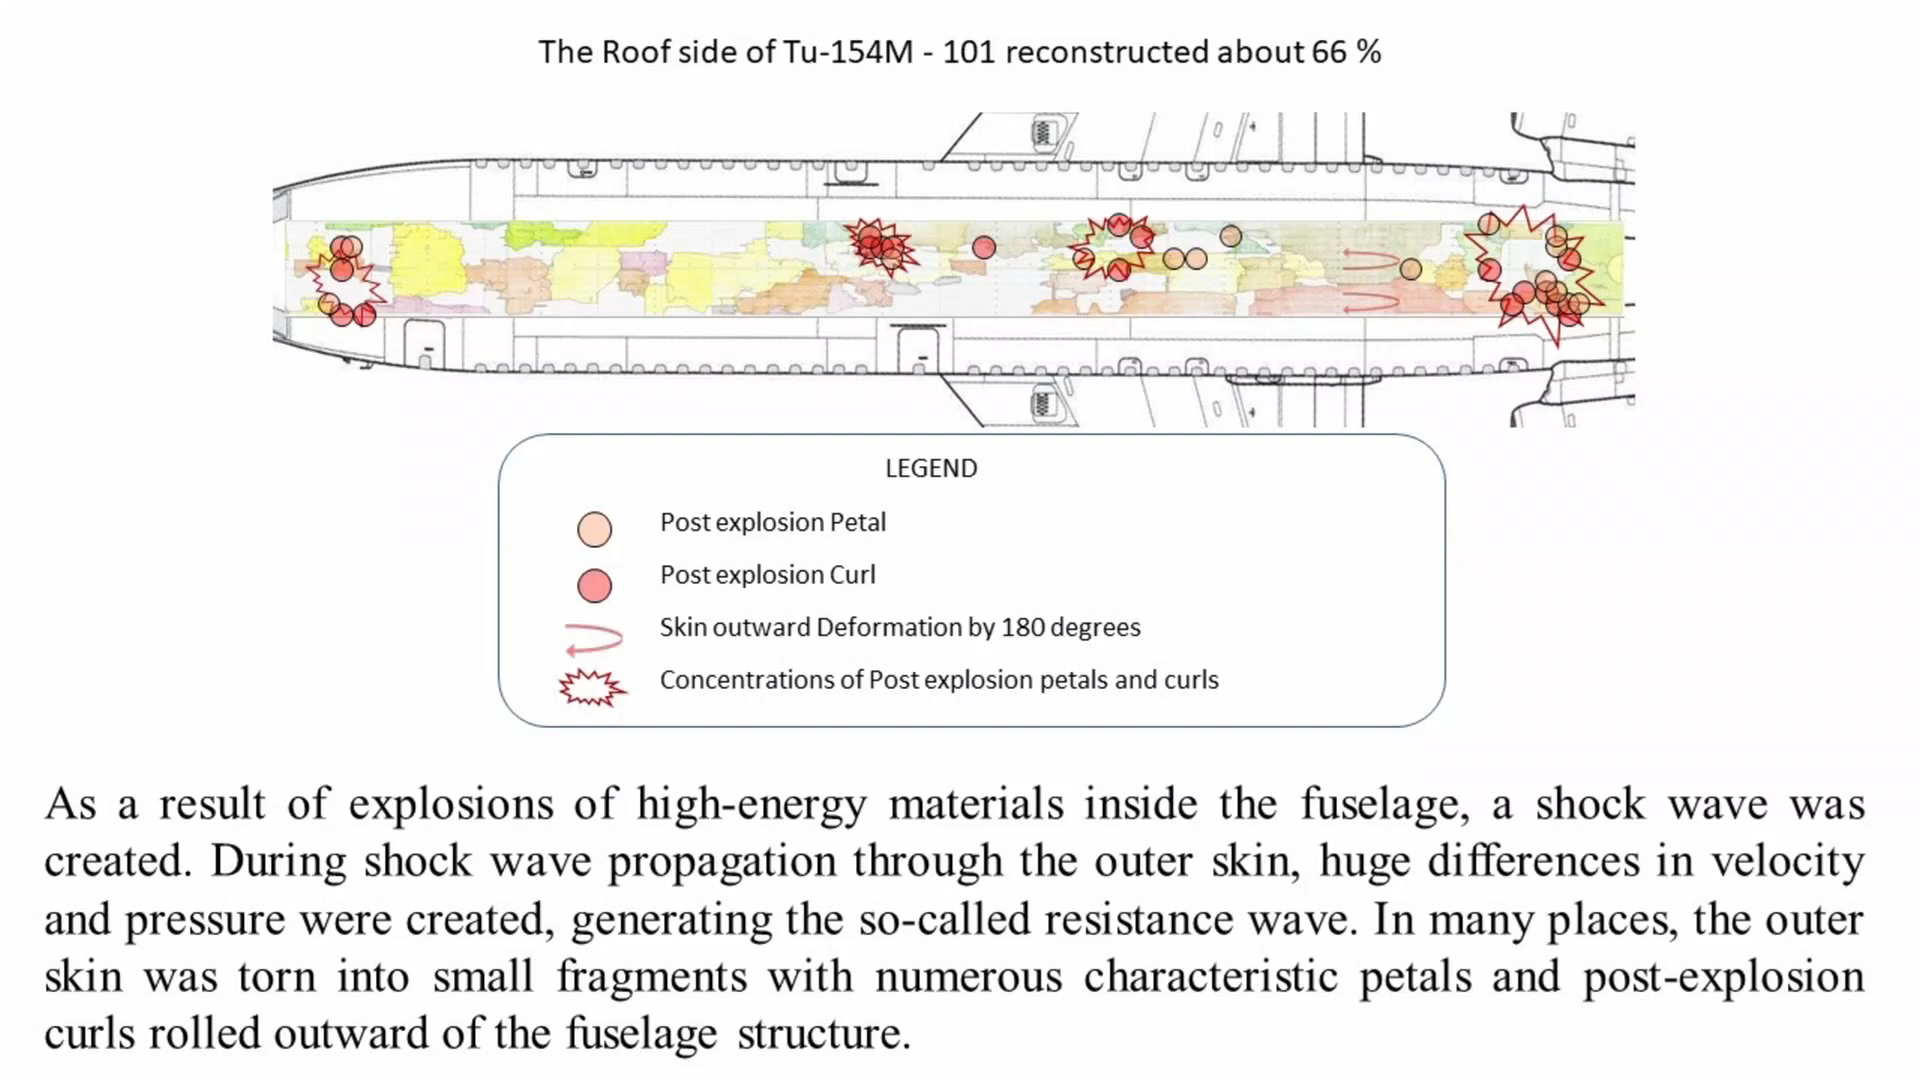 The Roof side of Tu-154M - 101 reconstructed about 66 %
LEGEND
Post explosion Petal
Post explosion Curl
Skin outward Deformation by 180 degrees
Concentrations of Post explosion petals and curls
As a result of explosions of high-energy materials inside the fuselage, a shock wave was
created. During shock wave propagation through the outer skin, huge differences in velocity
and pressure were created, generating the so-called resistance wave. In many places, the outer
skin was torn into small fragments with numerous characteristic petals and post-explosion
curls rolled outward of the fuselage structure.